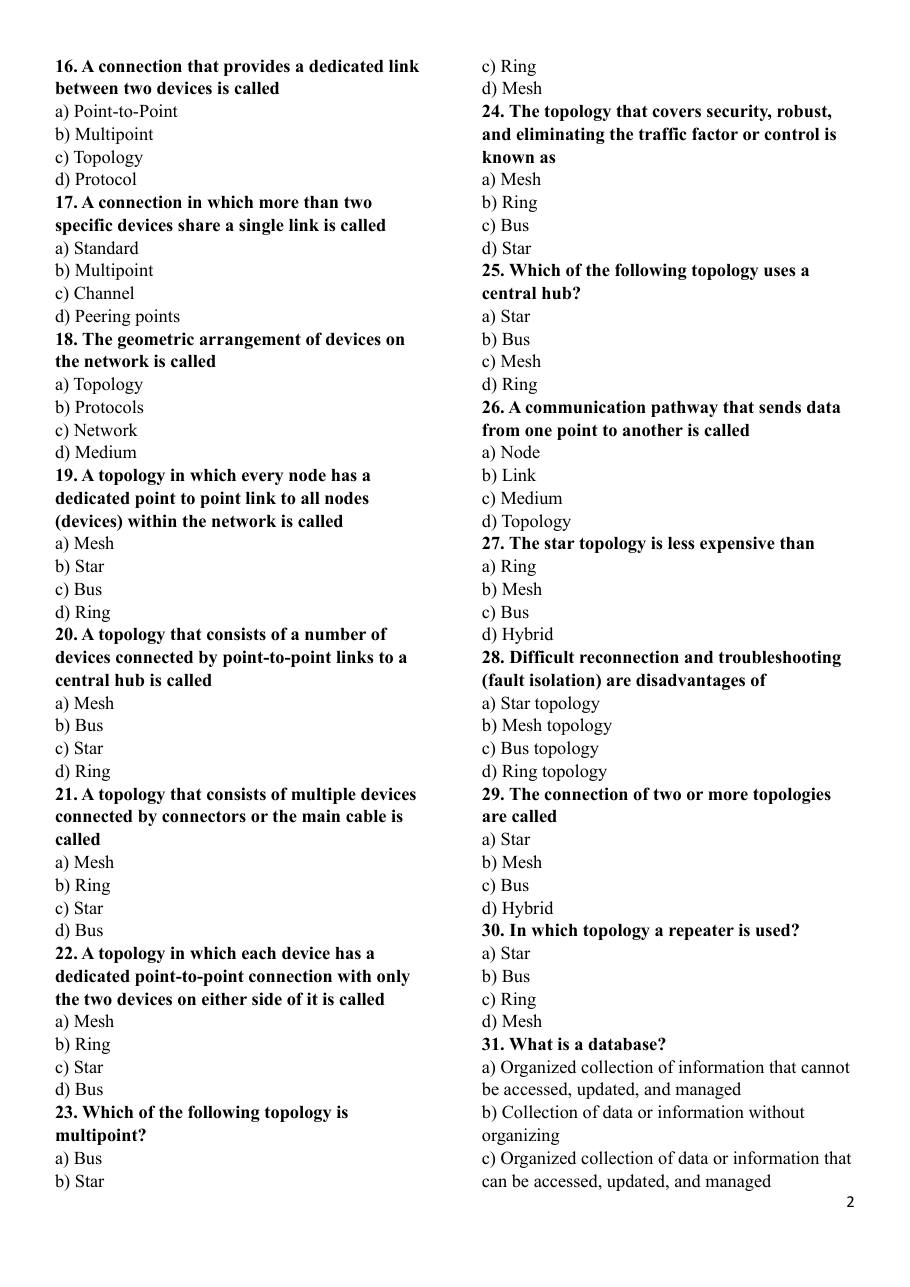 16. A connection that provides a dedicated link
between two devices is called
a) Point-to-Point
b) Multipoint
c) Topology
d) Protocol
17. A connection in which more than two
specific devices share a single link is called
a) Standard
b) Multipoint
c) Channel
d) Peering points
18. The geometric arrangement of devices on
the network is called
a) Topology
b) Protocols
c) Network
d) Medium
19. A topology in which every node has a
dedicated point to point link to all nodes
(devices) within the network is called
a) Mesh
b) Star
c) Bus
d) Ring
20. A topology that consists of a number of
devices connected by point-to-point links to a
central hub is called
a) Mesh
b) Bus
c) Star
d) Ring
21. A topology that consists of multiple devices
connected by connectors or the main cable is
called
a) Mesh
b) Ring
c) Star
d) Bus
22. A topology in which each device has a
dedicated point-to-point connection with only
the two devices on either side of it is called
a) Mesh
b) Ring
c) Star
d) Bus
23. Which of the following topology is
multipoint?
a) Bus
b) Star
c) Ring
d) Mesh
24. The topology that covers security, robust,
and eliminating the traffic factor or control is
known as
a) Mesh
b) Ring
c) Bus
d) Star
25. Which of the following topology uses a
central hub?
a) Star
b) Bus
c) Mesh
d) Ring
26. A communication pathway that sends data
from one point to another is called
a) Node
b) Link
c) Medium
d) Topology
27. The star topology is less expensive than
a) Ring
b) Mesh
c) Bus
d) Hybrid
28. Difficult reconnection and troubleshooting
(fault isolation) are disadvantages of
a) Star topology
b) Mesh topology
c) Bus topology
d) Ring topology
29. The connection of two or more topologies
are called
a) Star
b) Mesh
c) Bus
d) Hybrid
30. In which topology a repeater is used?
a) Star
b) Bus
c) Ring
d) Mesh
31. What is a database?
a) Organized collection of information that cannot
be accessed, updated, and managed
b) Collection of data or information without
organizing
c) Organized collection of data or information that
can be accessed, updated, and managed
2